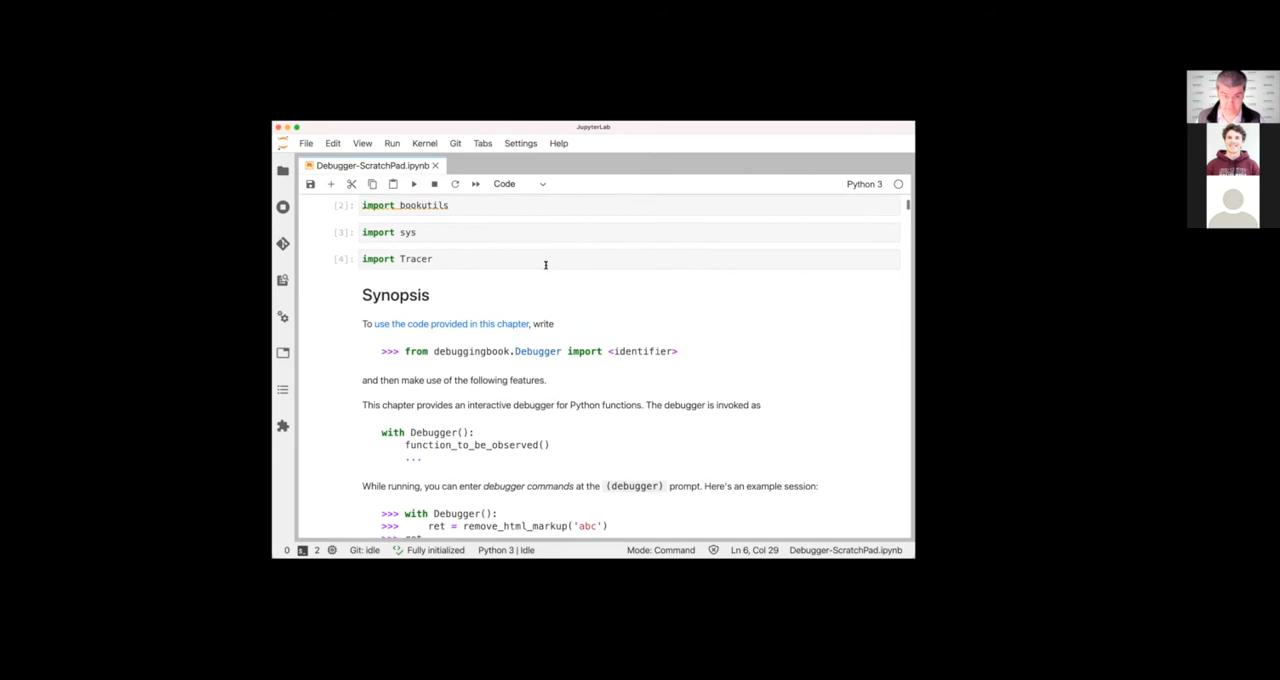 JupyterLab
File Edit View Run Kernel Git Tabs Settings Help
Debugger-ScratchPad.ipynb
Code
Python 3
[2]: import bookutils
[3]: import sys
[4]: import Tracer
Synopsis
To use the code provided in this chapter, write
>>> from debuggingbook.Debugger import <identifier>
and then make use of the following features.
This chapter provides an interactive debugger for Python functions. The debugger is invoked as
with Debugger():
function_to_be_observed()
...
While running, you can enter debugger commands at the (debugger) prompt. Here's an example session:
>>> with Debugger():
>>> ret = remove_html_markup('abc')
>>> ret
0 2 Git: idle Fully initialized Python 3 | Idle Mode: Command Ln 6, Col 29 Debugger-ScratchPad.ipynb